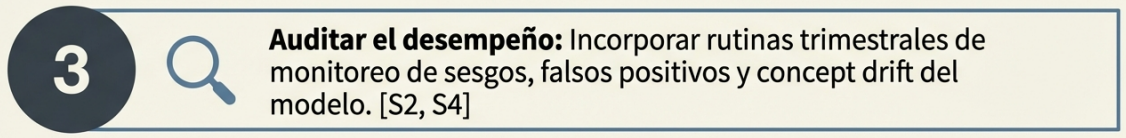 3
Auditar el desempeño: Incorporar rutinas trimestrales de
monitoreo de sesgos, falsos positivos y concept drift del
modelo. [S2, S4]